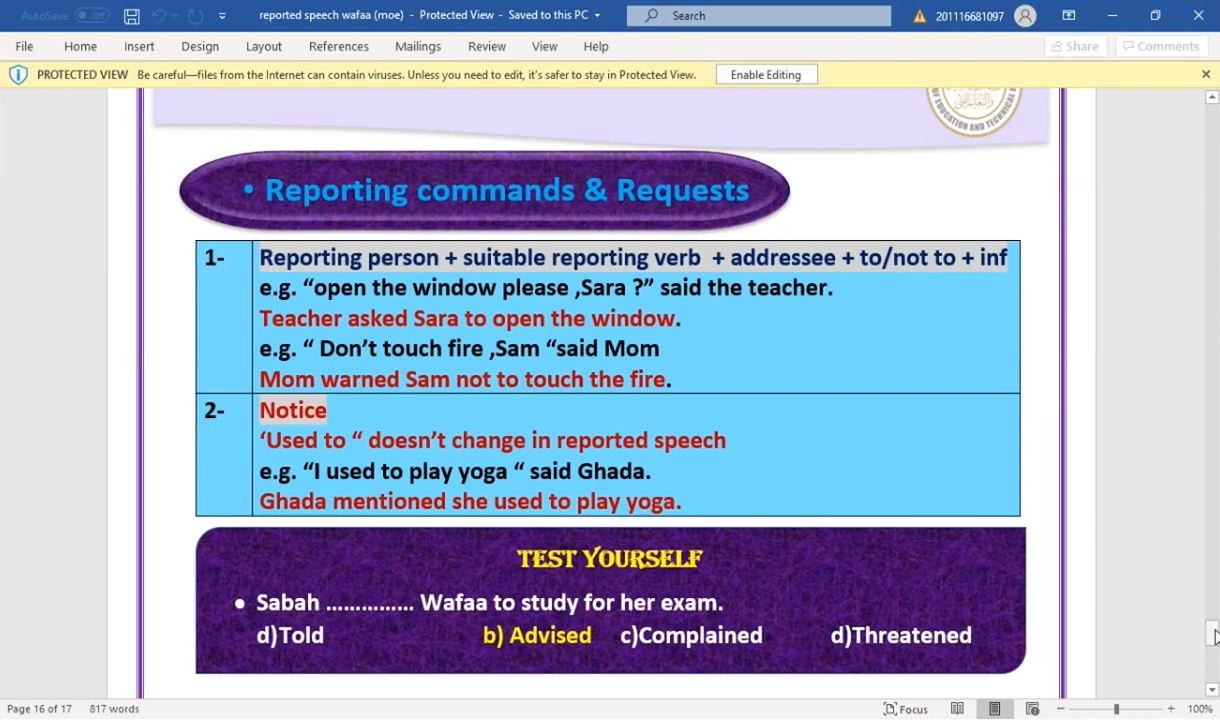 AutoSave Off reported speech wafaa (moe) - Protected View - Saved to this PC Search 201116681097
File Home Insert Design Layout References Mailings Review View Help Share Comments
PROTECTED VIEW Be careful—files from the Internet can contain viruses. Unless you need to edit, it's safer to stay in Protected View. Enable Editing
OF EDUCATION AND TECHNICAL
• Reporting commands & Requests
1- Reporting person + suitable reporting verb + addressee + to/not to + inf
e.g. “open the window please ,Sara ?” said the teacher.
Teacher asked Sara to open the window.
e.g. “ Don’t touch fire ,Sam “said Mom
Mom warned Sam not to touch the fire.
2- Notice
‘Used to “ doesn’t change in reported speech
e.g. “I used to play yoga “ said Ghada.
Ghada mentioned she used to play yoga.
TEST YOURSELF
• Sabah …………… Wafaa to study for her exam.
d)Told b) Advised c)Complained d)Threatened
Page 16 of 17 817 words Focus 100%